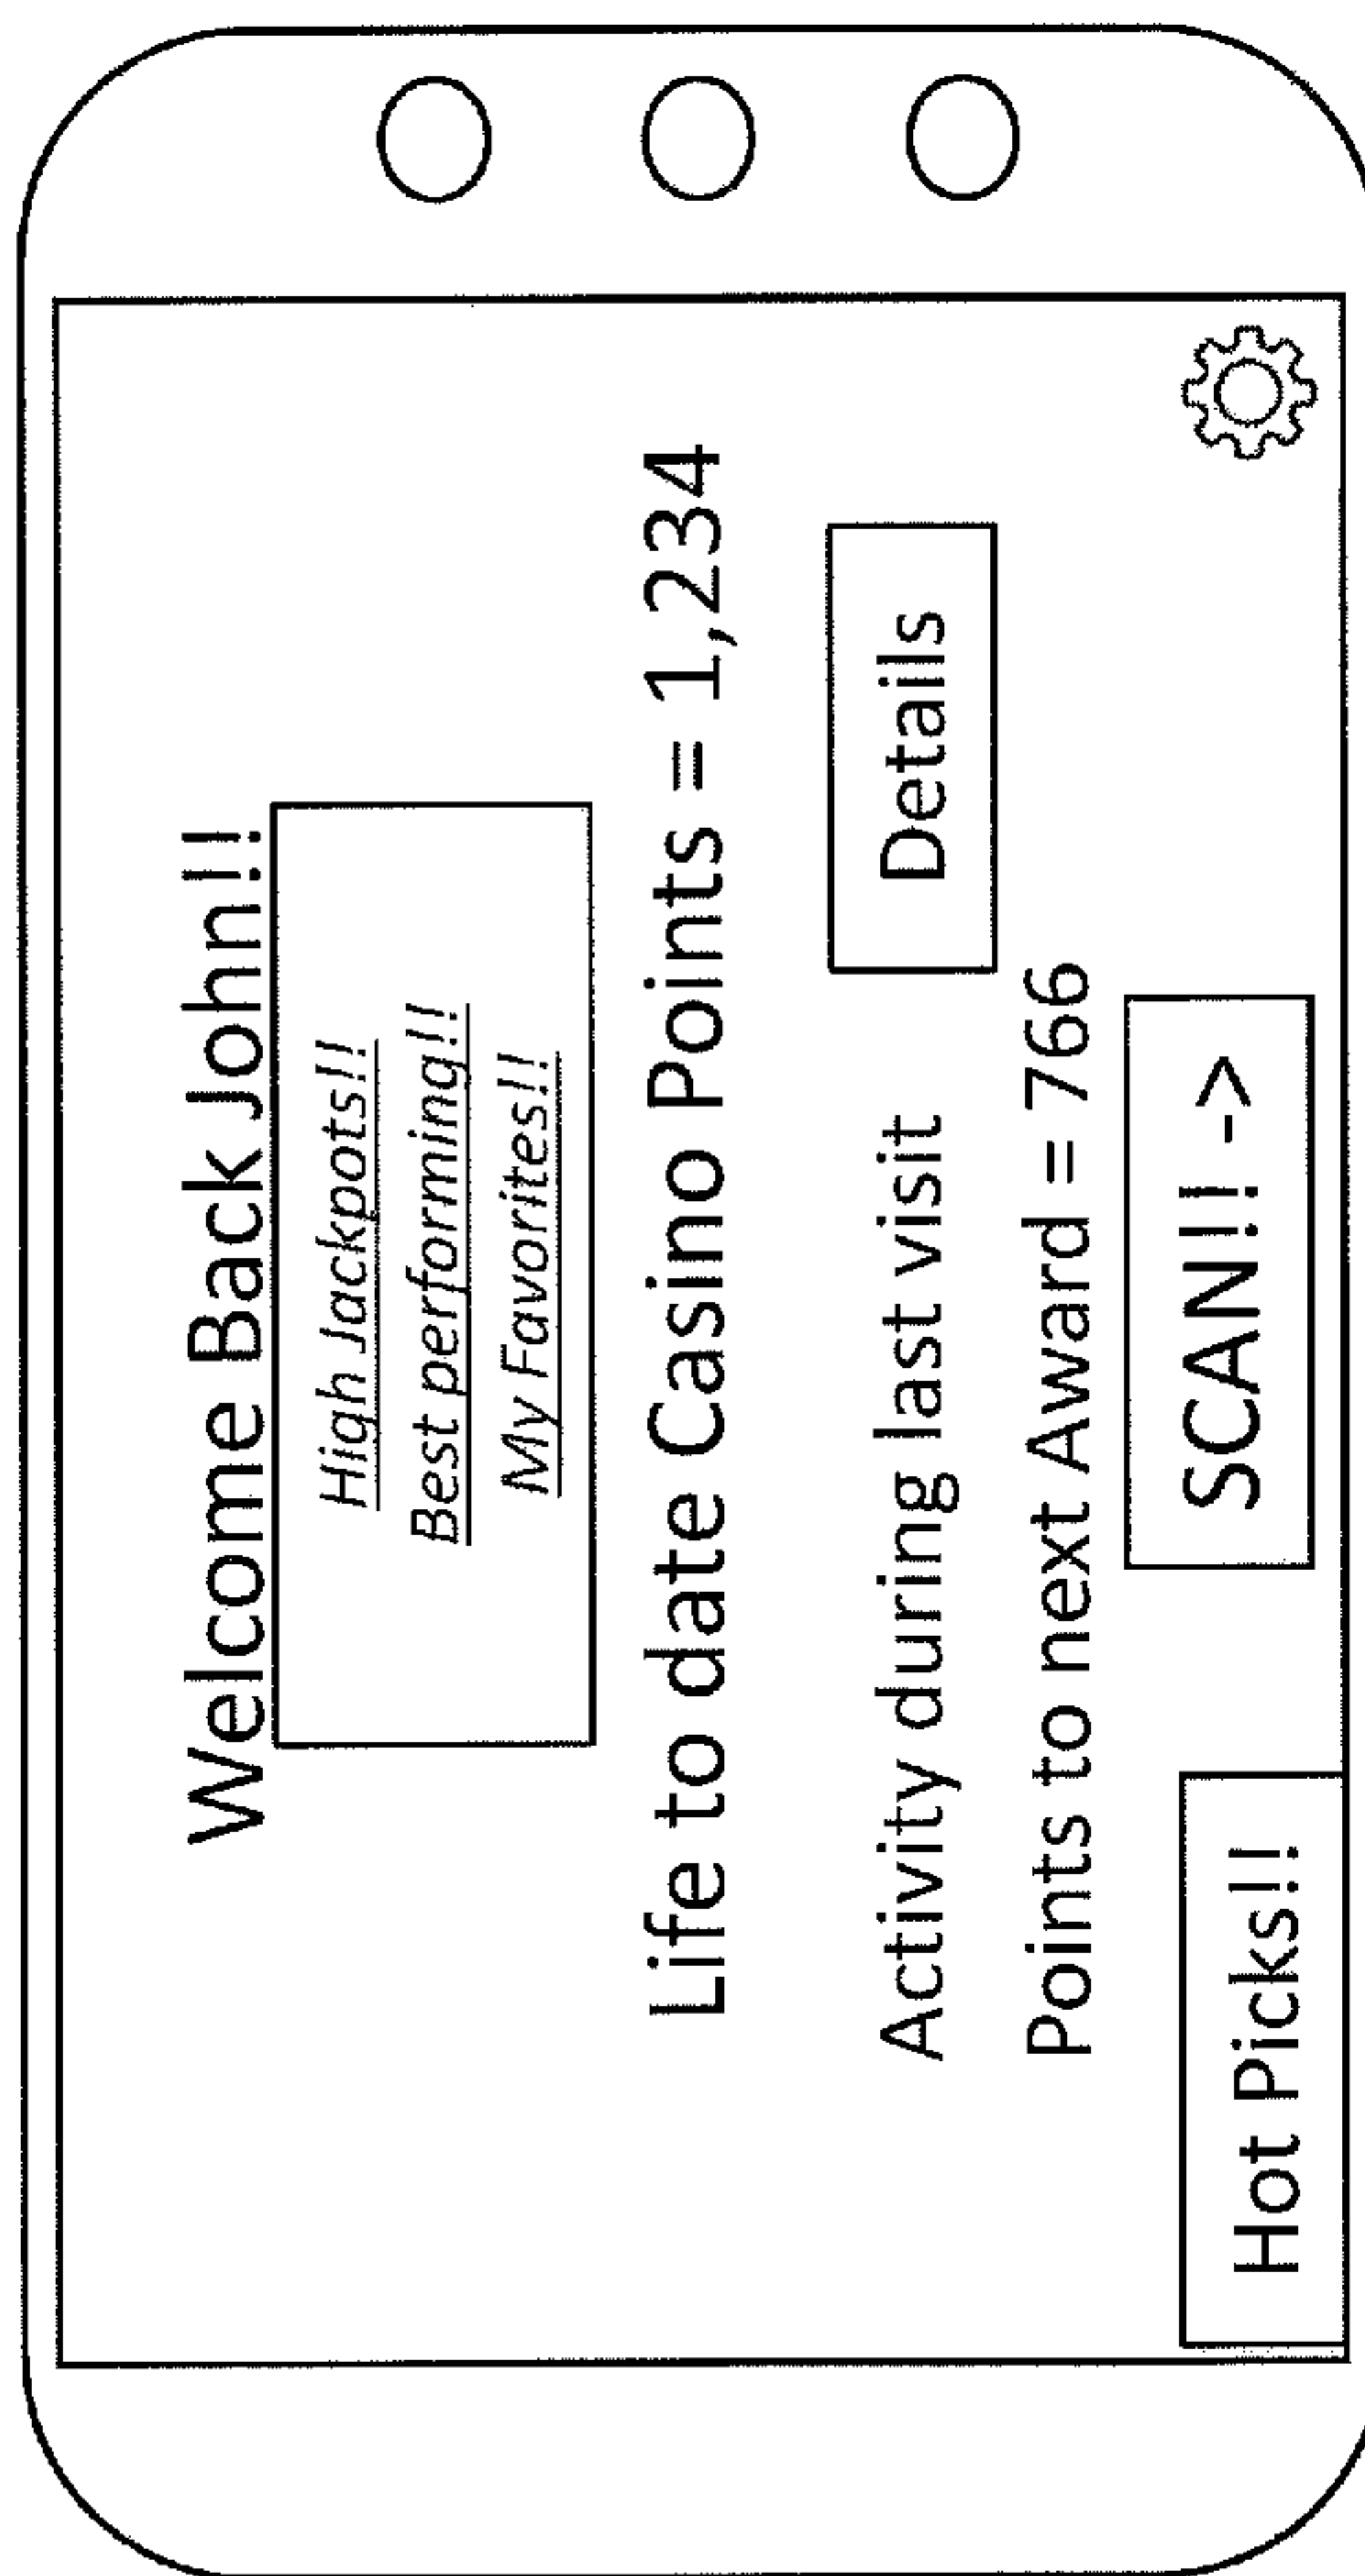 Welcome Back John!!
High Jackpots!!
Best performing!!
My Favorites!!
Life to date Casino Points = 1,234
Activity during last visit
Details
Points to next Award = 766
SCAN!! ->
Hot Picks!!